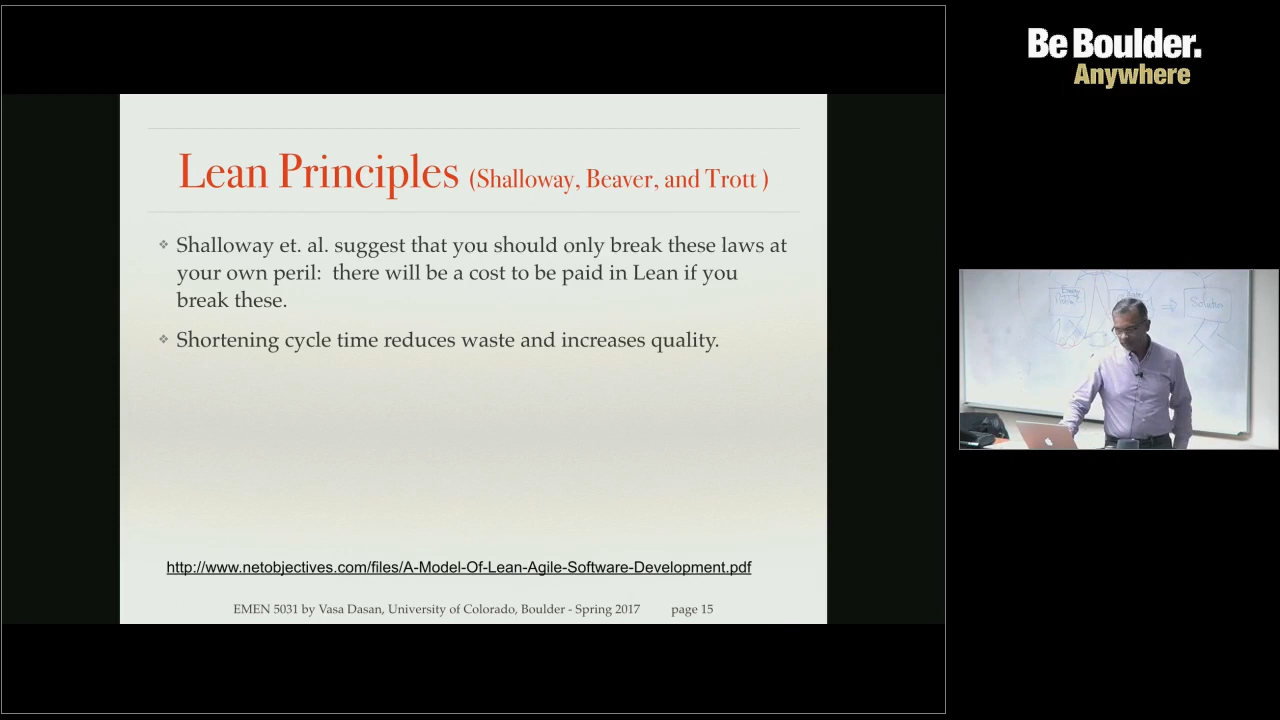 Be Boulder.
Anywhere
Lean Principles (Shalloway, Beaver, and Trott )
❖ Shalloway et. al. suggest that you should only break these laws at
your own peril:  there will be a cost to be paid in Lean if you
break these.
❖ Shortening cycle time reduces waste and increases quality.
http://www.netobjectives.com/files/A-Model-Of-Lean-Agile-Software-Development.pdf
EMEN 5031 by Vasa Dasan, University of Colorado, Boulder - Spring 2017 page 15